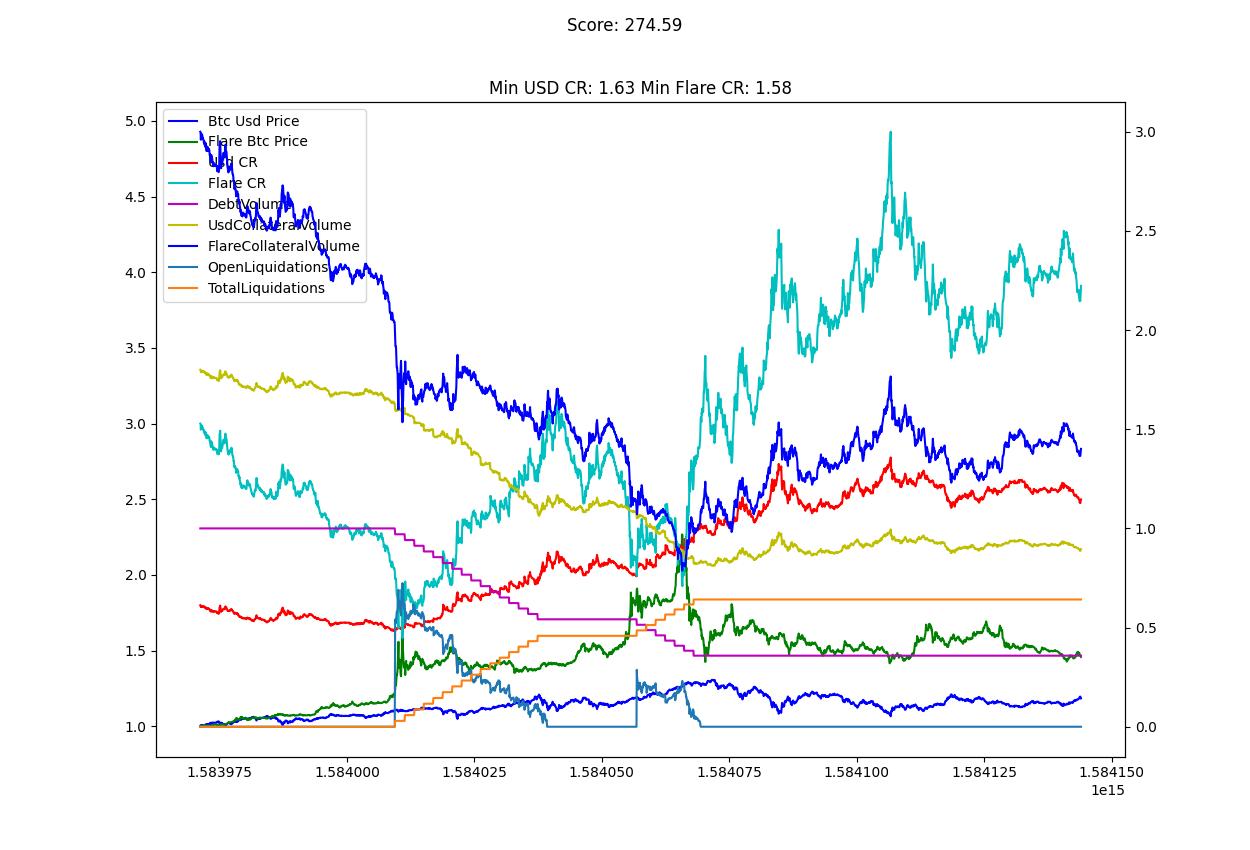 Score: 274.59
Min USD CR: 1.63 Min Flare CR: 1.58
Btc Usd Price
Flare Btc Price
Usd CR
Flare CR
DebtVolume
UsdCollateralVolume
FlareCollateralVolume
OpenLiquidations
TotalLiquidations
5.0
4.5
4.0
3.5
3.0
2.5
2.0
1.5
1.0
3.0
2.5
2.0
1.5
1.0
0.5
0.0
1.583975 1.584000 1.584025 1.584050 1.584075 1.584100 1.584125 1.584150
1e15